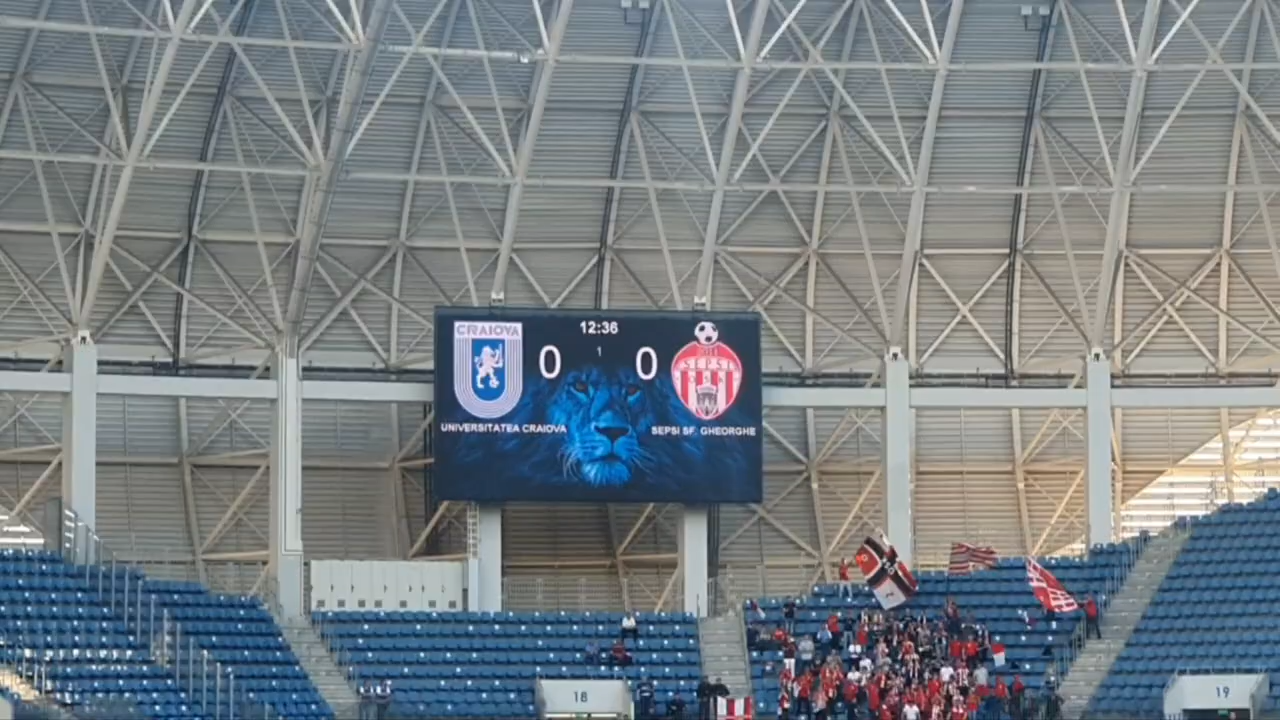 12:36
CRAIOVA
0
1
0
SEPSI
UNIVERSITATEA CRAIOVA
SEPSI SF. GHEORGHE
18
19